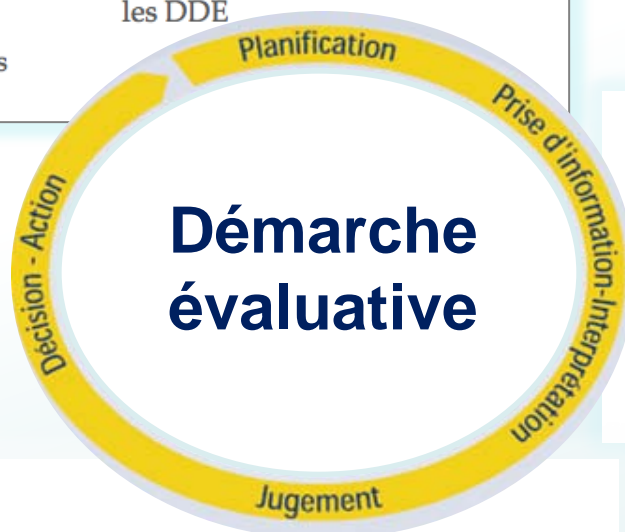 les DDE
s
Planification
Prise d'information-Interprétation
Démarche
évaluative
Jugement
Décision - Action